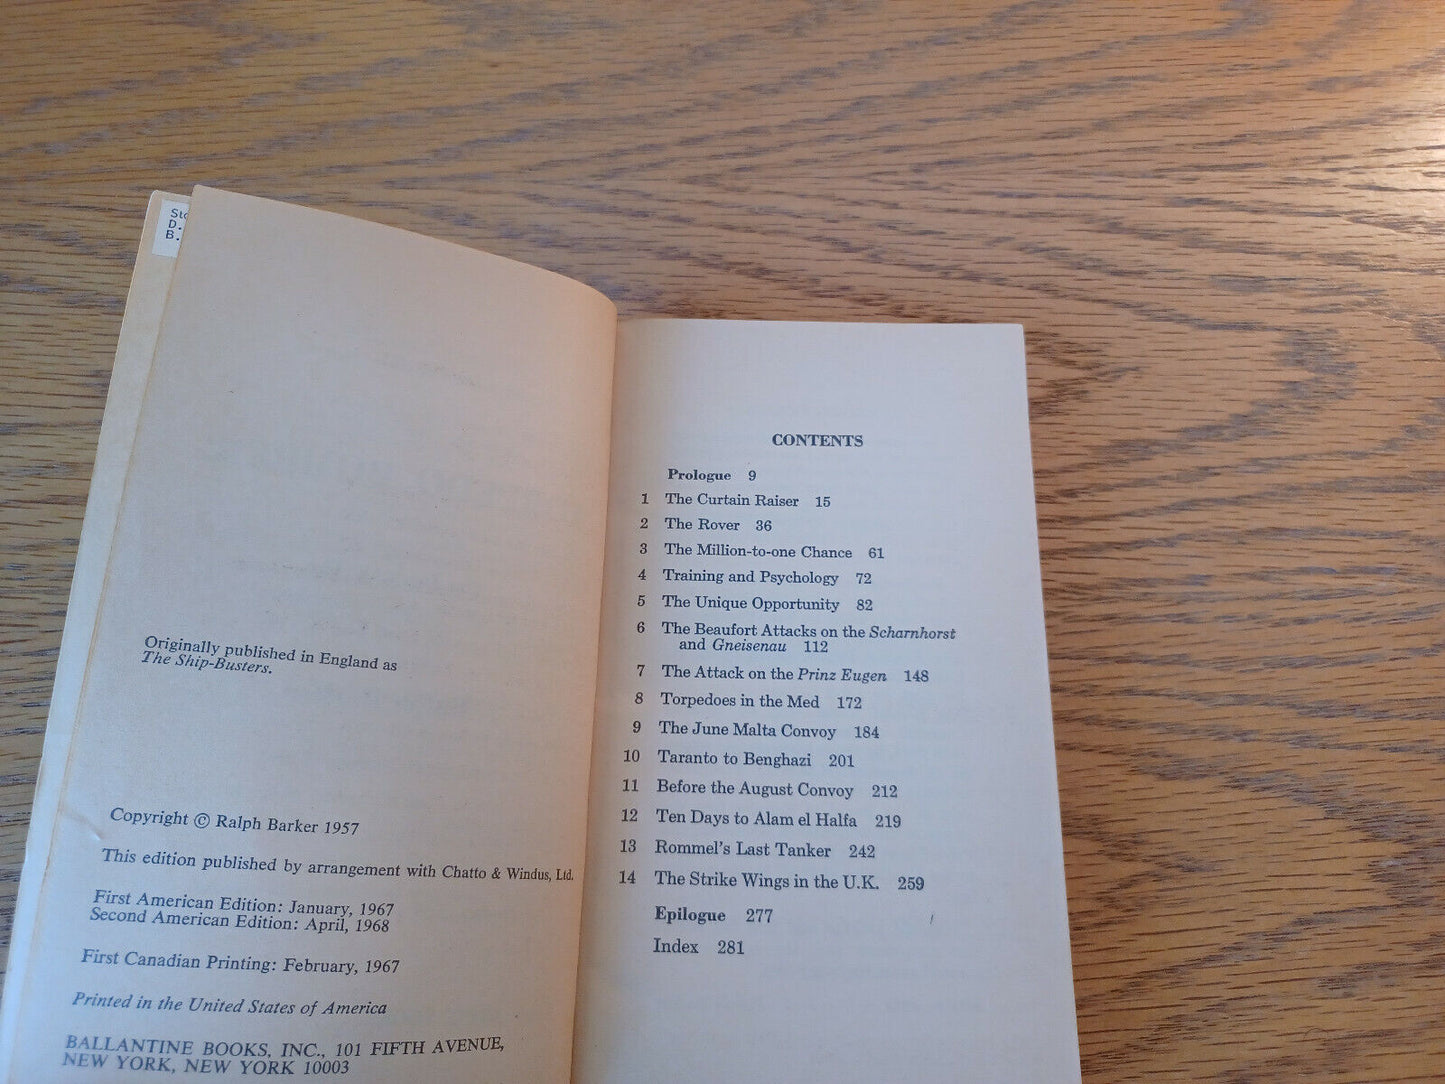 D.
B.
Originally published in England as
The Ship-Busters.
Copyright © Ralph Barker 1957
This edition published by arrangement with Chatto & Windus, Ltd.
First American Edition: January, 1967
Second American Edition: April, 1968
First Canadian Printing: February, 1967
Printed in the United States of America
BALLANTINE BOOKS, INC., 101 FIFTH AVENUE,
NEW YORK, NEW YORK 10003
CONTENTS
Prologue 9
1 The Curtain Raiser 15
2 The Rover 36
3 The Million-to-one Chance 61
4 Training and Psychology 72
5 The Unique Opportunity 82
6 The Beaufort Attacks on the Scharnhorst
and Gneisenau 112
7 The Attack on the Prinz Eugen 148
8 Torpedoes in the Med 172
9 The June Malta Convoy 184
10 Taranto to Benghazi 201
11 Before the August Convoy 212
12 Ten Days to Alam el Halfa 219
13 Rommel's Last Tanker 242
14 The Strike Wings in the U.K. 259
Epilogue 277
Index 281